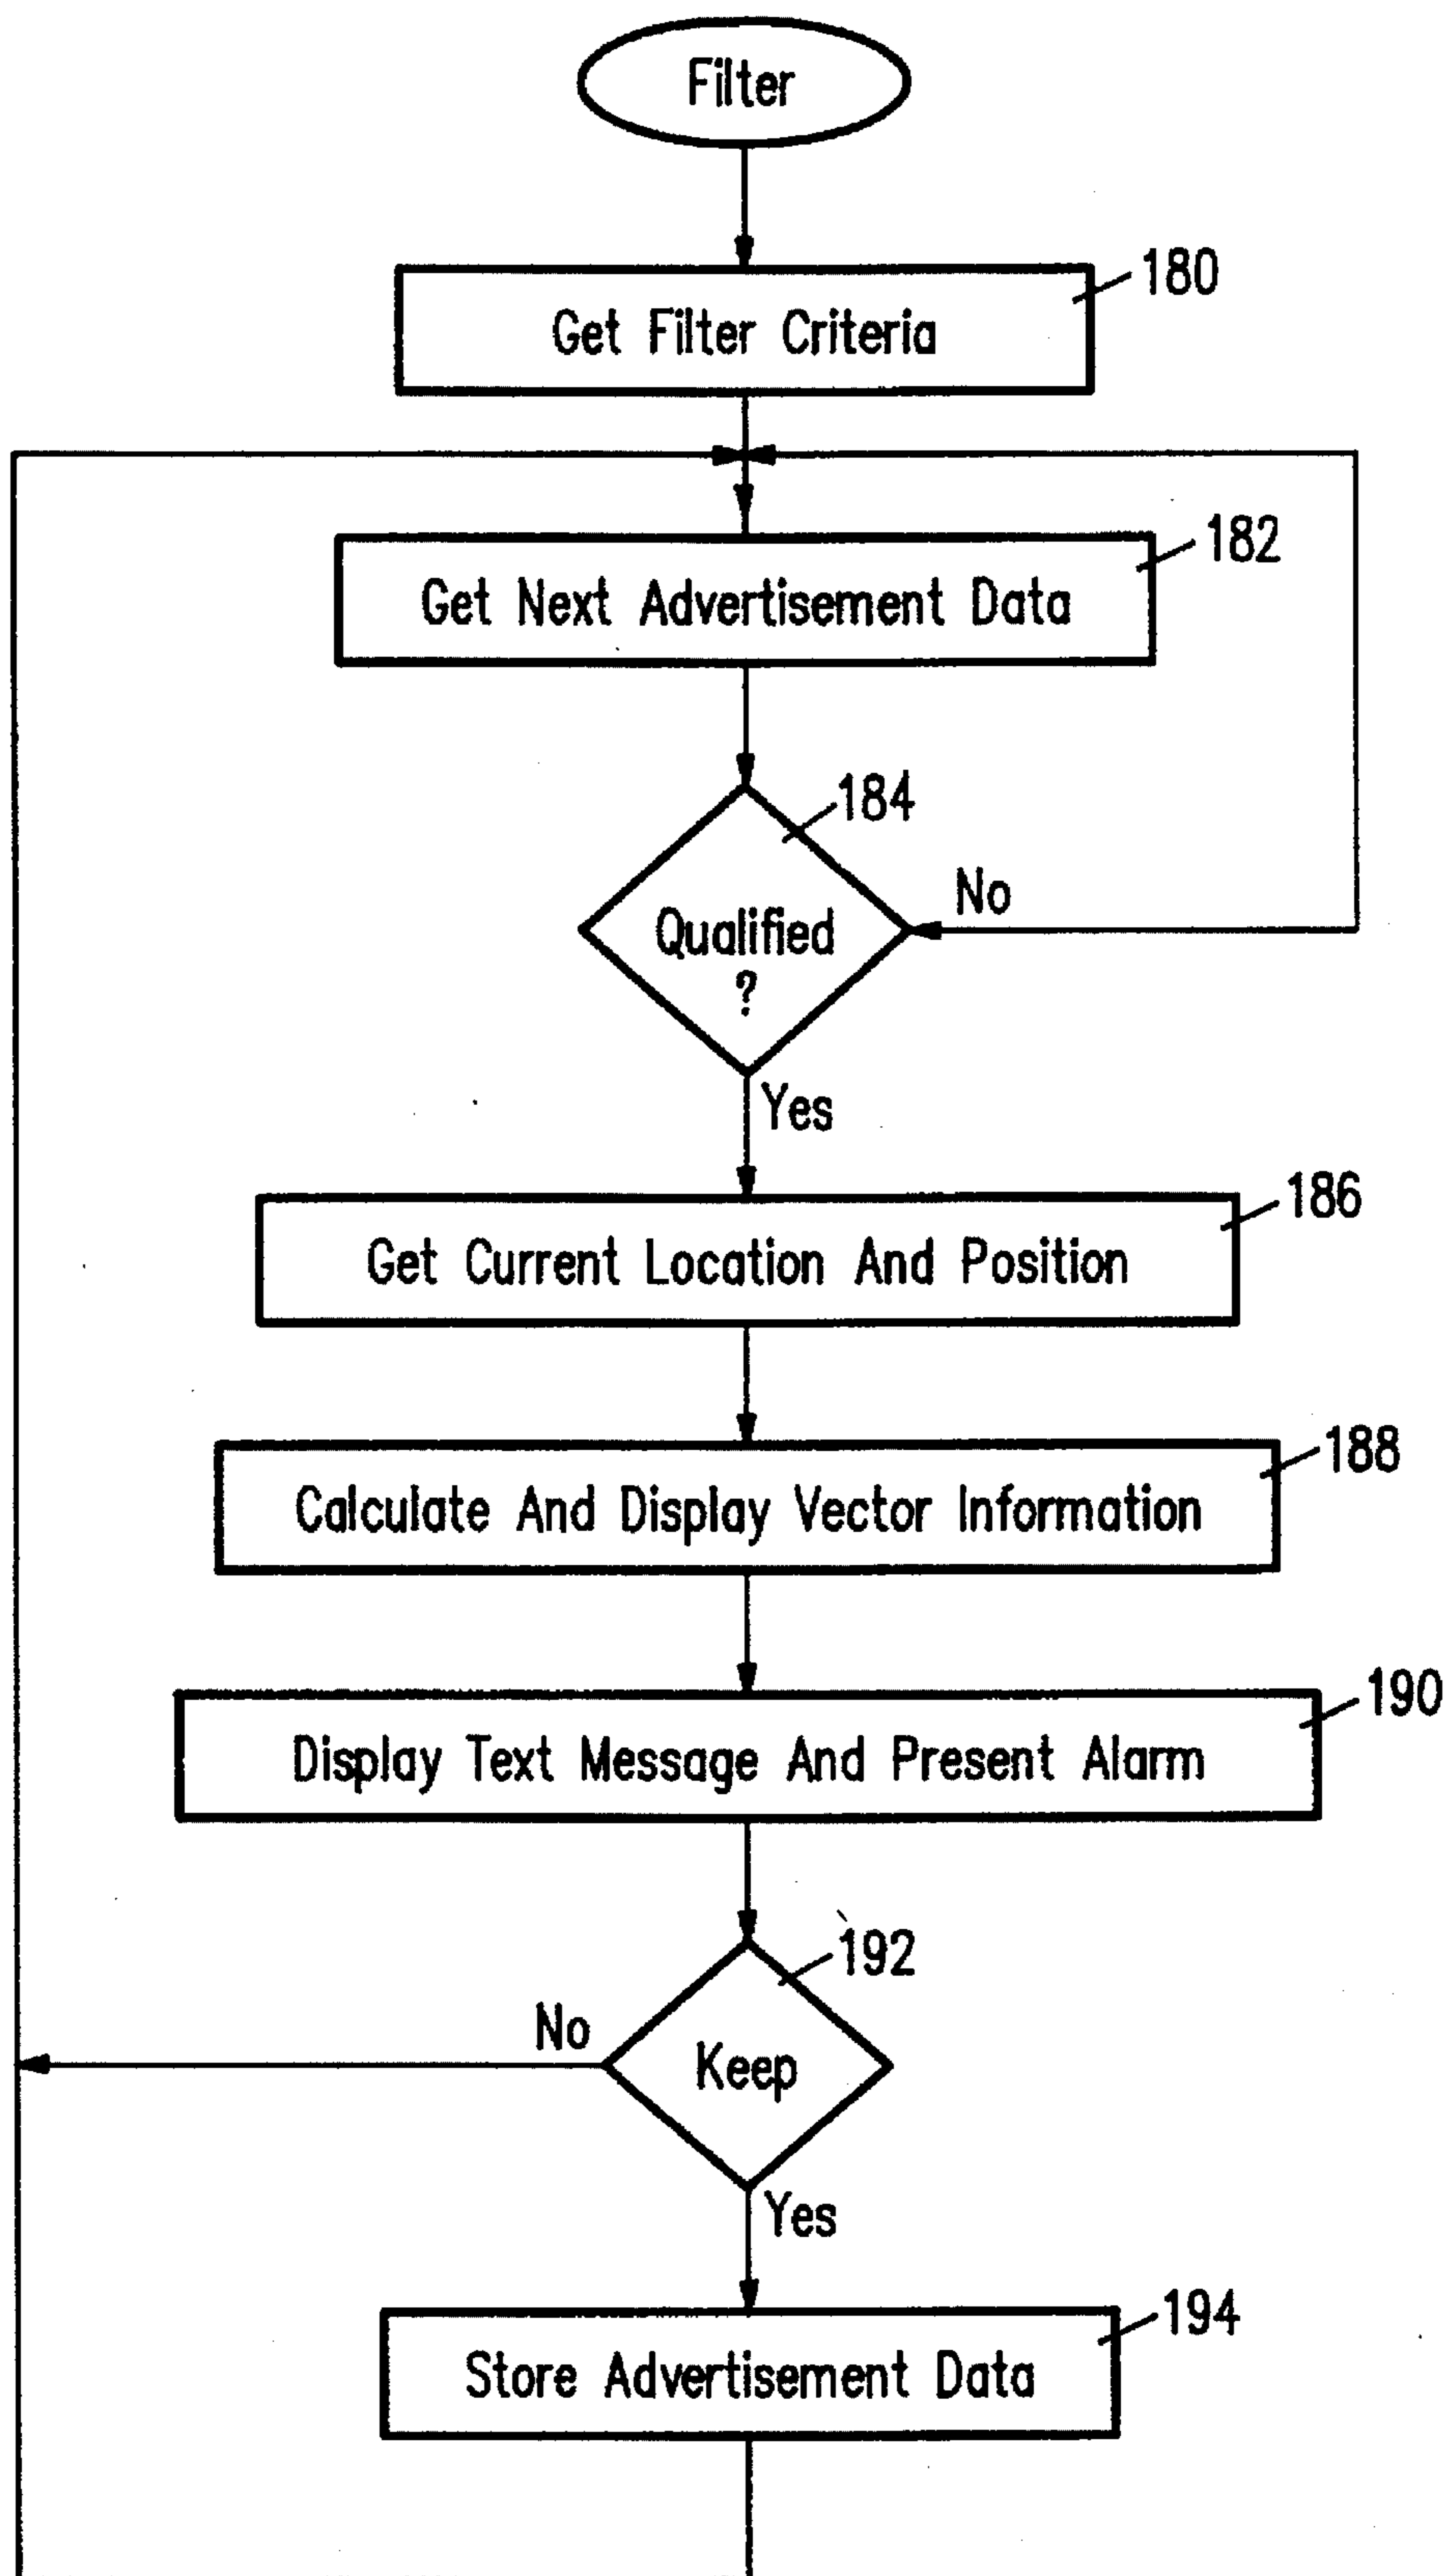 Filter
180
Get Filter Criteria
182
Get Next Advertisement Data
184
No
Qualified
?
Yes
186
Get Current Location And Position
188
Calculate And Display Vector Information
190
Display Text Message And Present Alarm
192
No
Keep
Yes
194
Store Advertisement Data